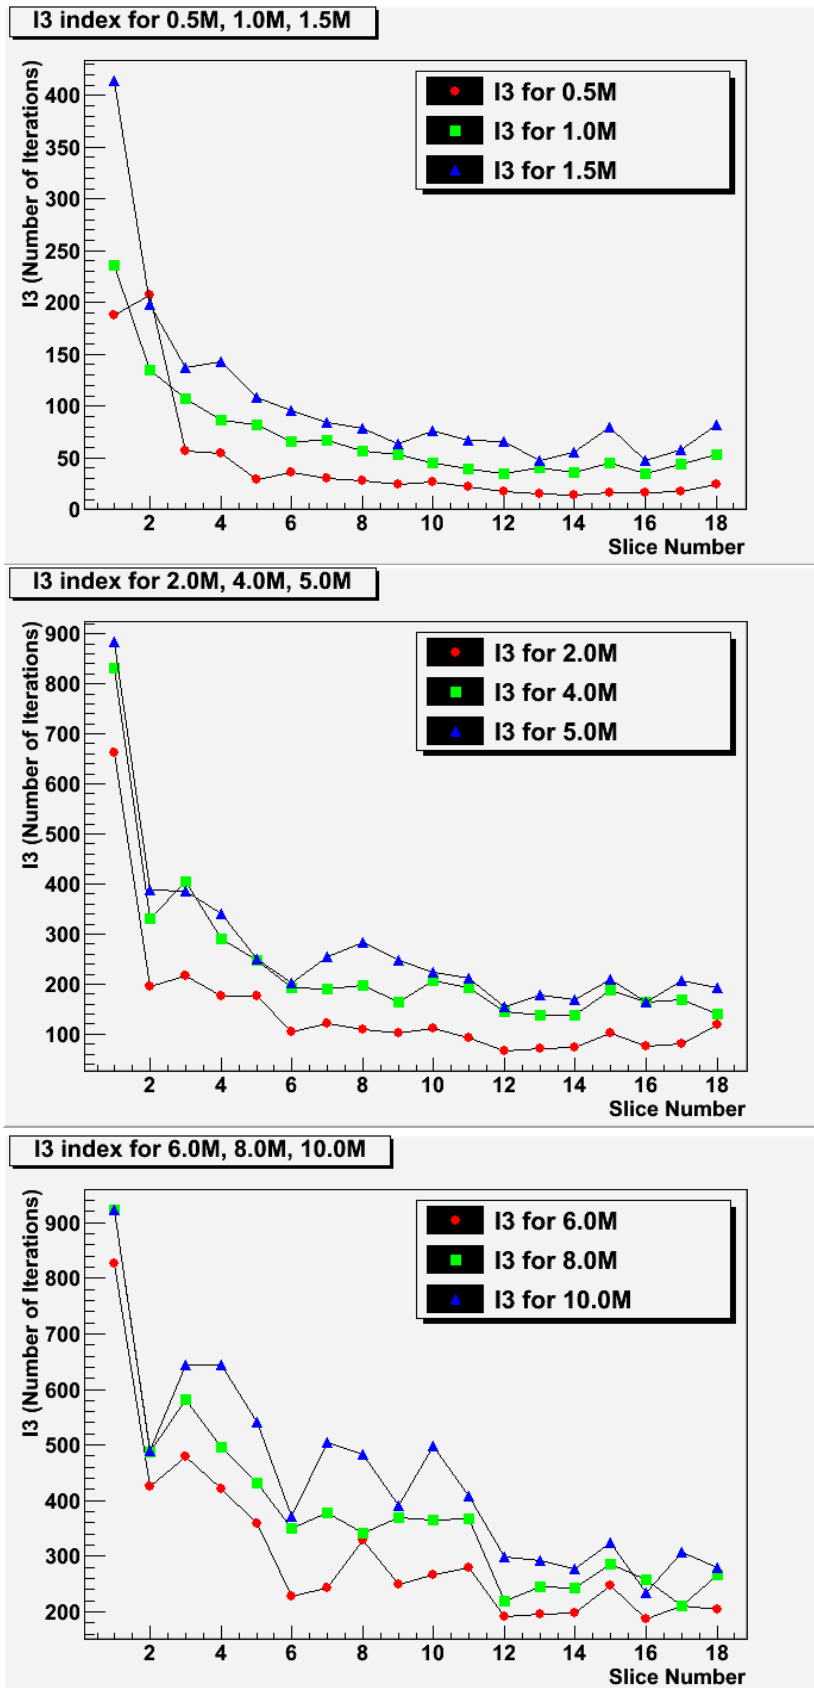 I3 index for 0.5M, 1.0M, 1.5M
I3 (Number of Iterations)
400
350
300
250
200
150
100
50
0
I3 for 0.5M
I3 for 1.0M
I3 for 1.5M
2 4 6 8 10 12 14 16 18
Slice Number
I3 index for 2.0M, 4.0M, 5.0M
I3 (Number of Iterations)
900
800
700
600
500
400
300
200
100
I3 for 2.0M
I3 for 4.0M
I3 for 5.0M
2 4 6 8 10 12 14 16 18
Slice Number
I3 index for 6.0M, 8.0M, 10.0M
I3 (Number of Iterations)
900
800
700
600
500
400
300
200
I3 for 6.0M
I3 for 8.0M
I3 for 10.0M
2 4 6 8 10 12 14 16 18
Slice Number